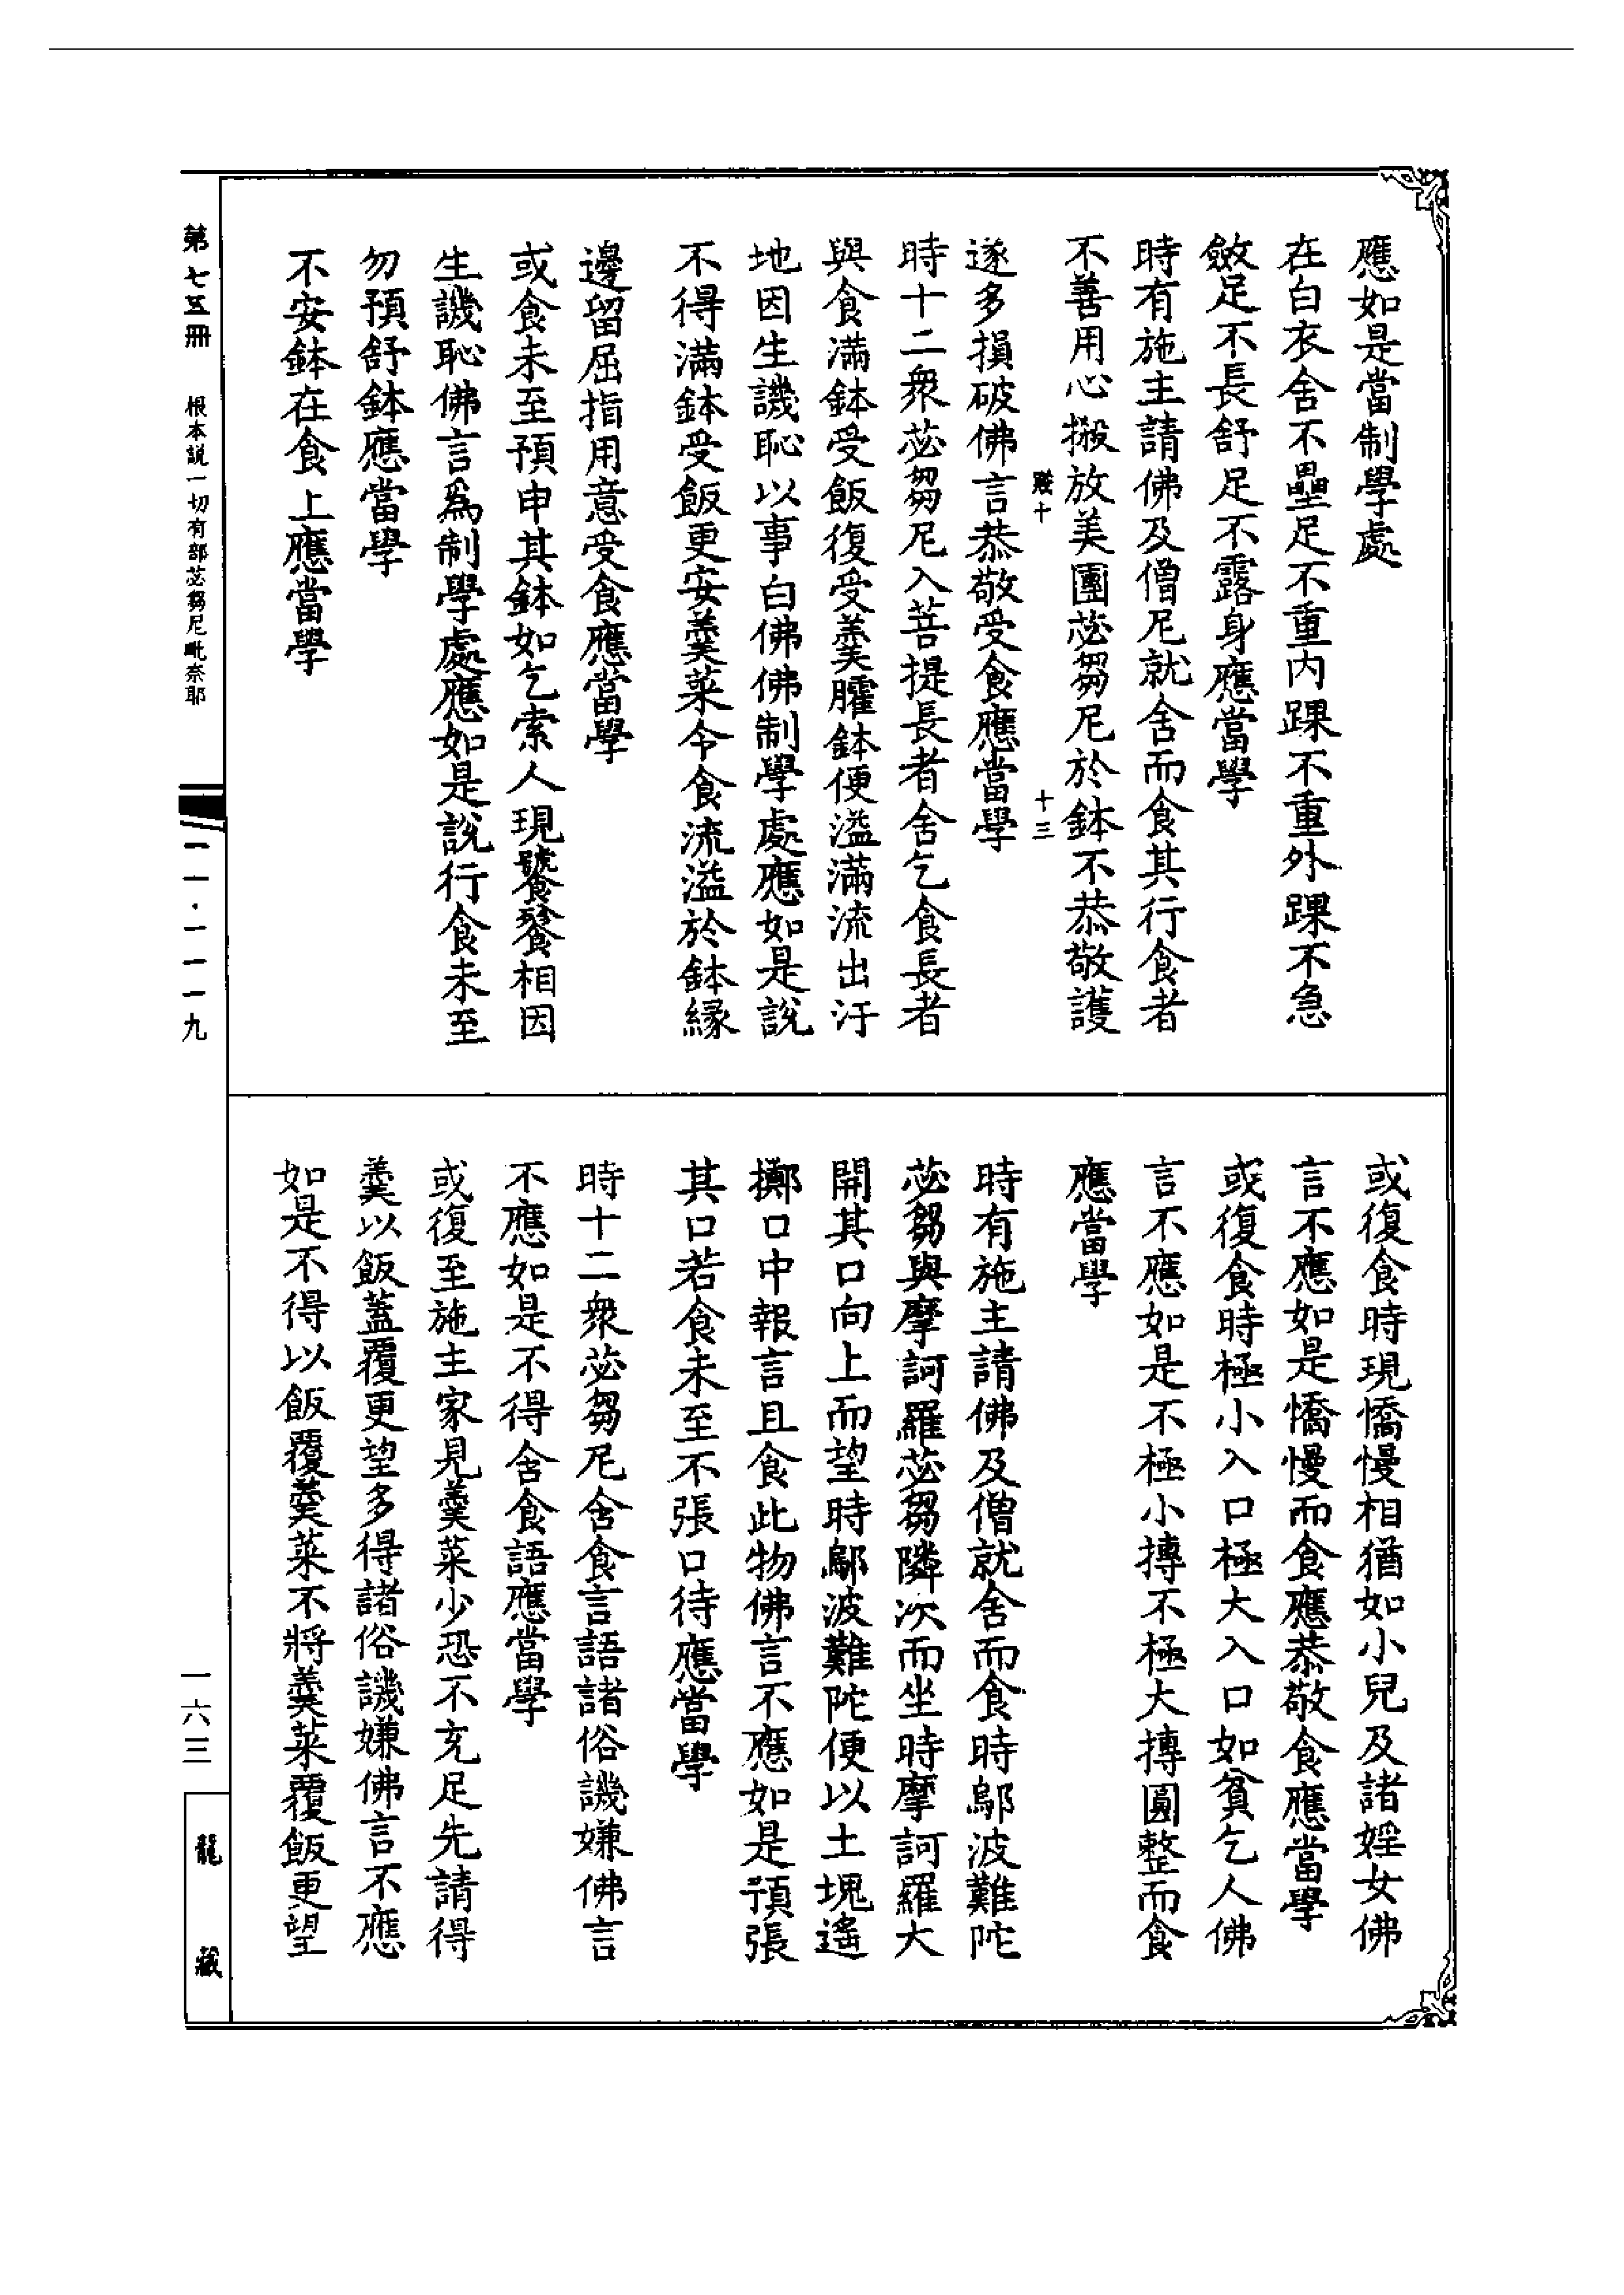 應如是當制學處
在白衣舍不壘足不重內踝不重外踝不急
斂足不長舒足不露身應當學
時有施主請佛及僧尼就舍而食其行食者
不善用心撥放美團苾芻尼於鉢不恭敬護
十三
遂多損破佛言恭敬受食應當學
時十二衆苾芻尼入菩提長者舍乞食長者
與食滿鉢受飯復受羹臛鉢便溢滿流出汙
地因生譏恥以事白佛佛制學處應如是說
不得滿鉢受飯更安羹菜令食流溢於鉢緣
邊留屈指用意受食應當學
或食未至預申其鉢如乞索人現饕餮相因
生譏恥佛言爲制學處應如是說行食未至
勿預舒鉢應當學
不安鉢在食上應當學
或復食時現憍慢相猶如小兒及諸婬女佛
言不應如是憍慢而食應恭敬食應當學
或復食時極小入口極大入口如貧乞人佛
言不應如是不極小摶不極大摶圓整而食
應當學
時有施主請佛及僧就舍而食時鄔波難陀
苾芻與摩訶羅苾芻隣次而坐時摩訶羅大
開其口向上而望時鄔波難陀便以土塊遙
擲口中報言且食此物佛言不應如是預張
其口若食未至不張口待應當學
時十二衆苾芻尼含食言語諸俗譏嫌佛言
不應如是不得含食語應當學
或復至施主家見羹菜少恐不充足先請得
羹以飯蓋覆更望多得諸俗譏嫌佛言不應
如是不得以飯覆羹菜不將羹菜覆飯更望
第七五冊 根本説一切有部苾芻尼毗奈耶
一一·一一一九
一六三
龍藏